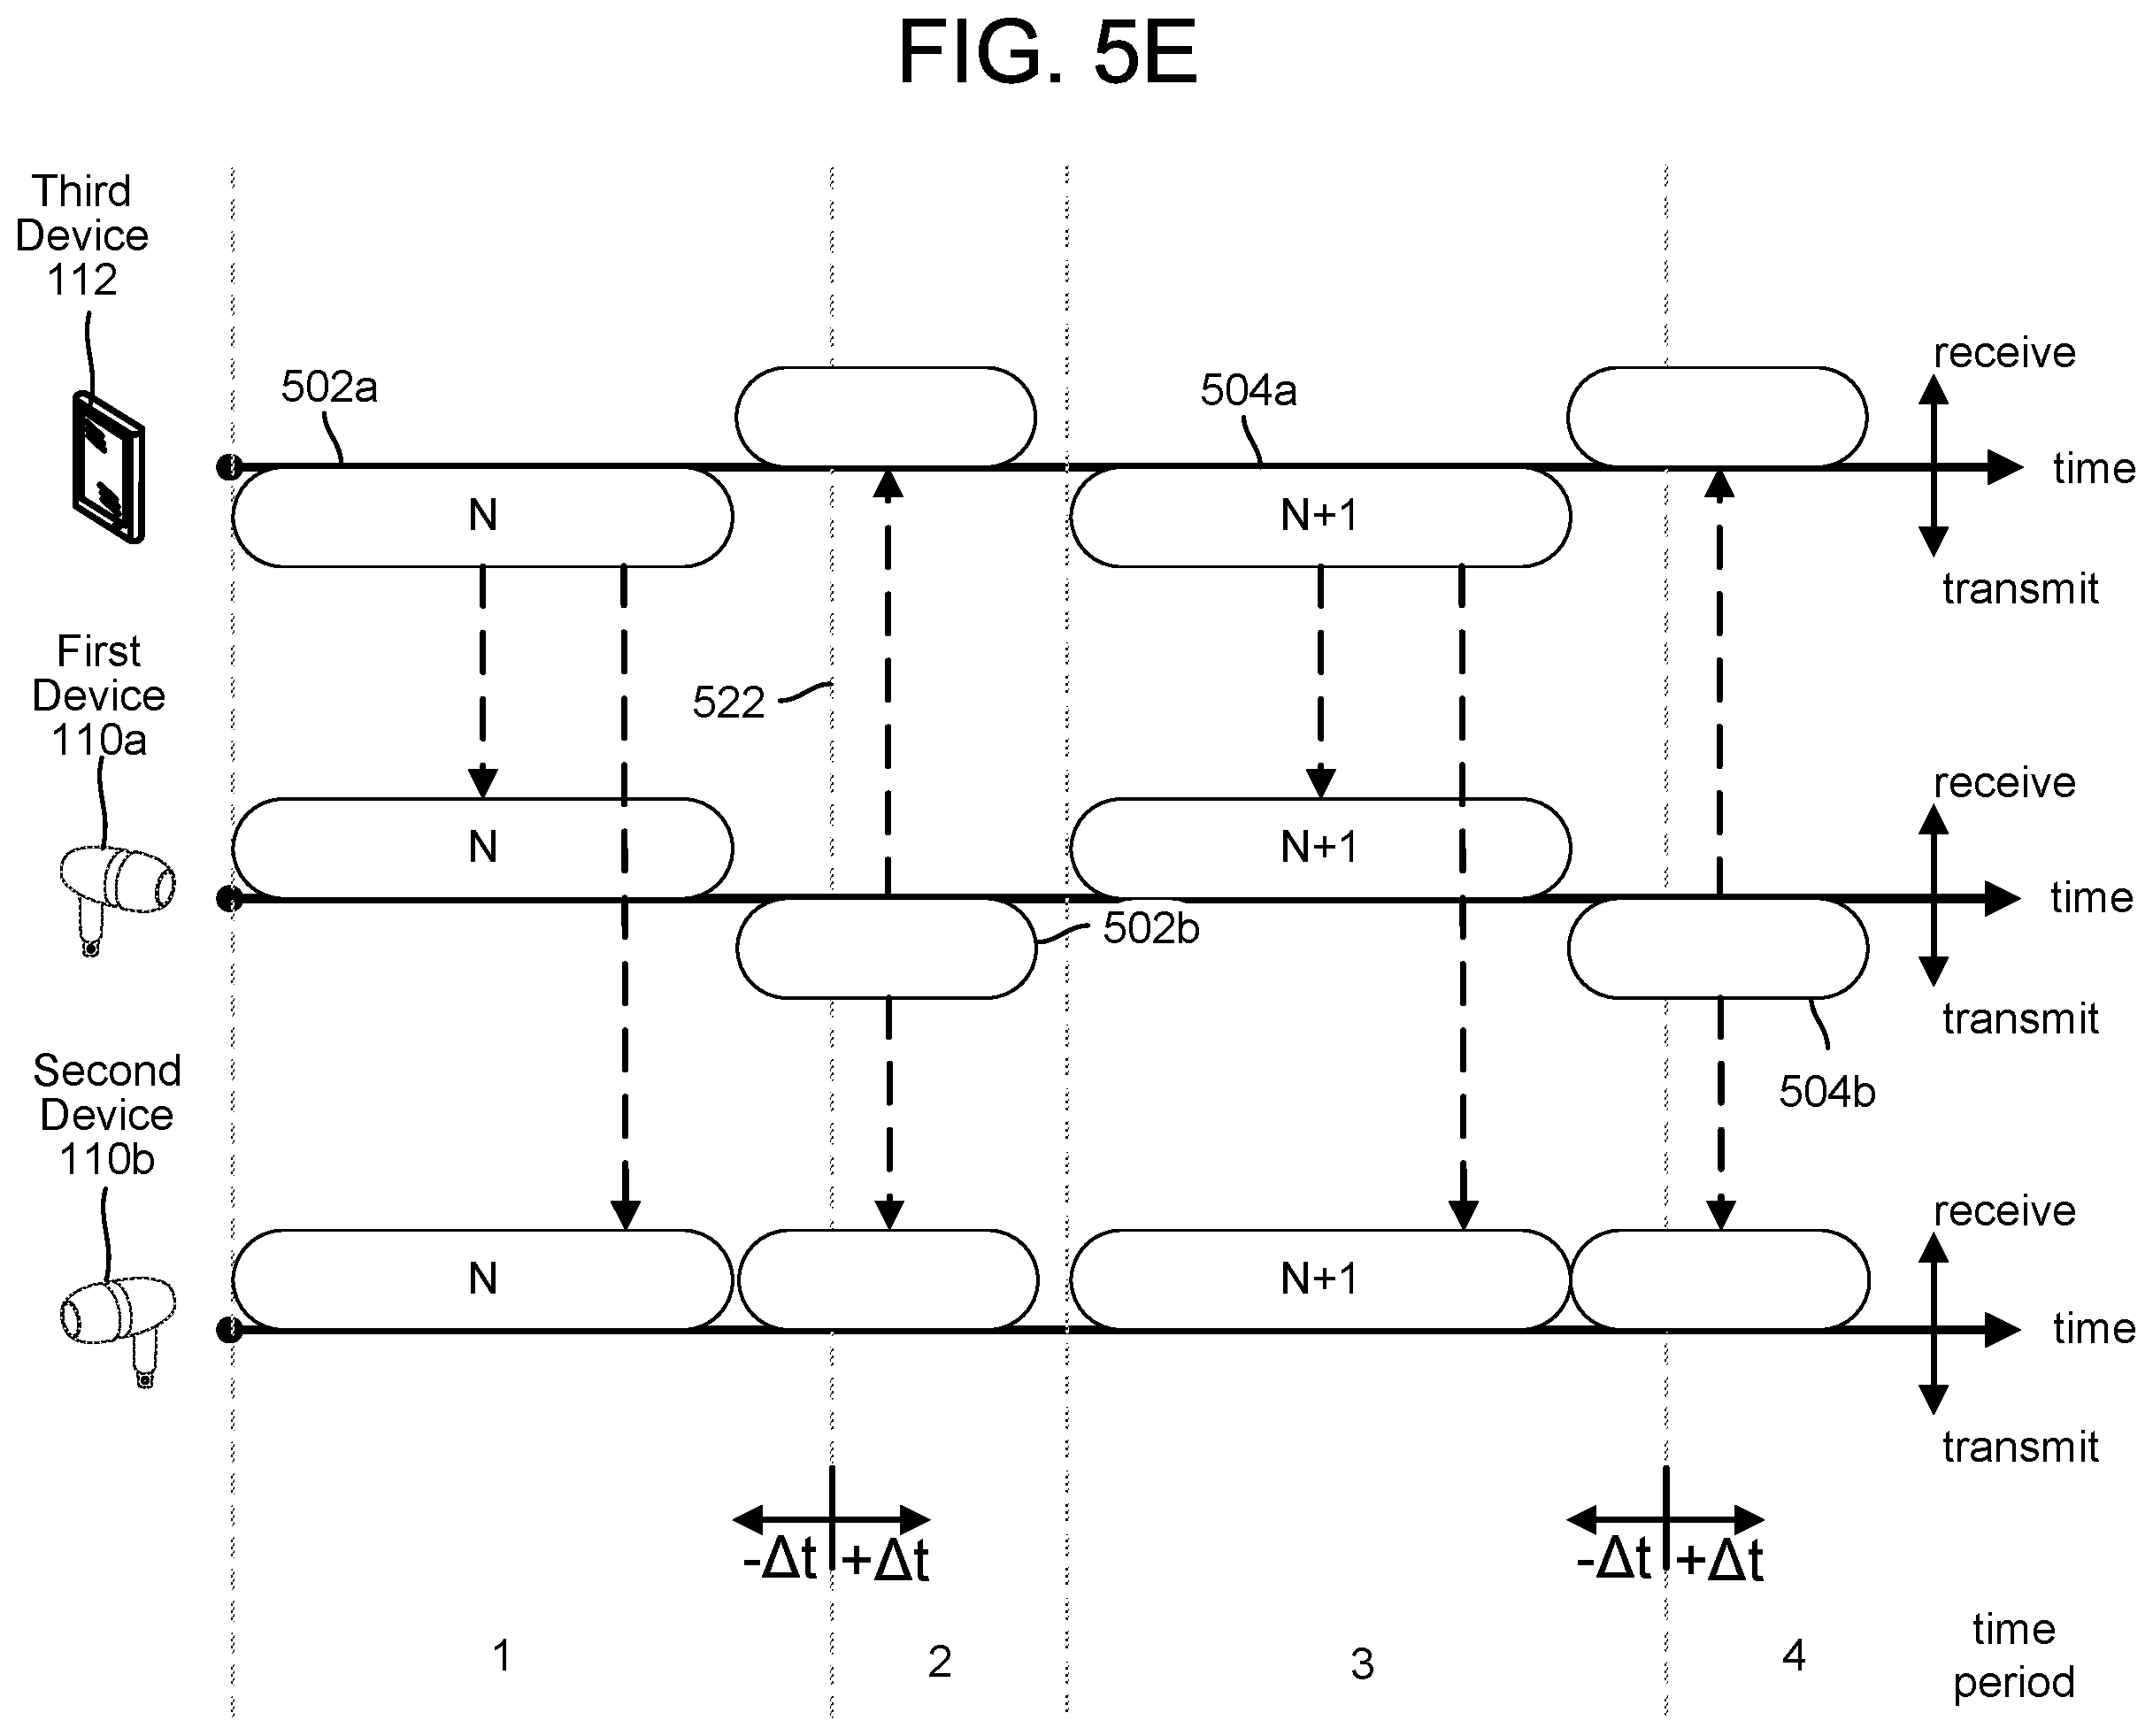 FIG. 5E
Third
Device
112
502a
504a
receive
time
N
N+1
transmit
First
Device
110a
522
receive
N
N+1
time
502b
transmit
Second
Device
110b
504b
receive
N
N+1
time
transmit
-Δt
+Δt
-Δt
+Δt
1
2
3
4
time
period